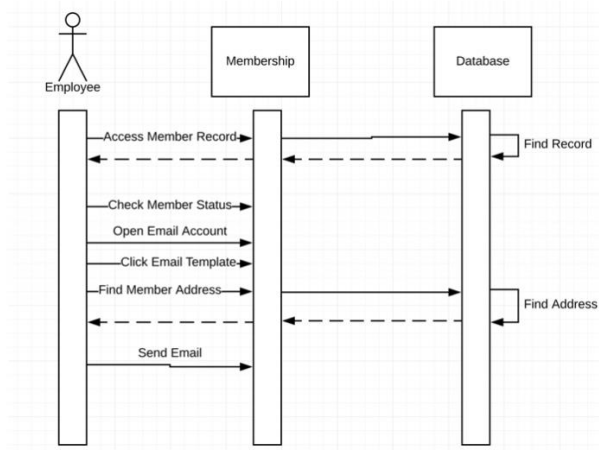 Employee
Membership
Database
Access Member Record
Find Record
Check Member Status
Open Email Account
Click Email Template
Find Member Address
Find Address
Send Email